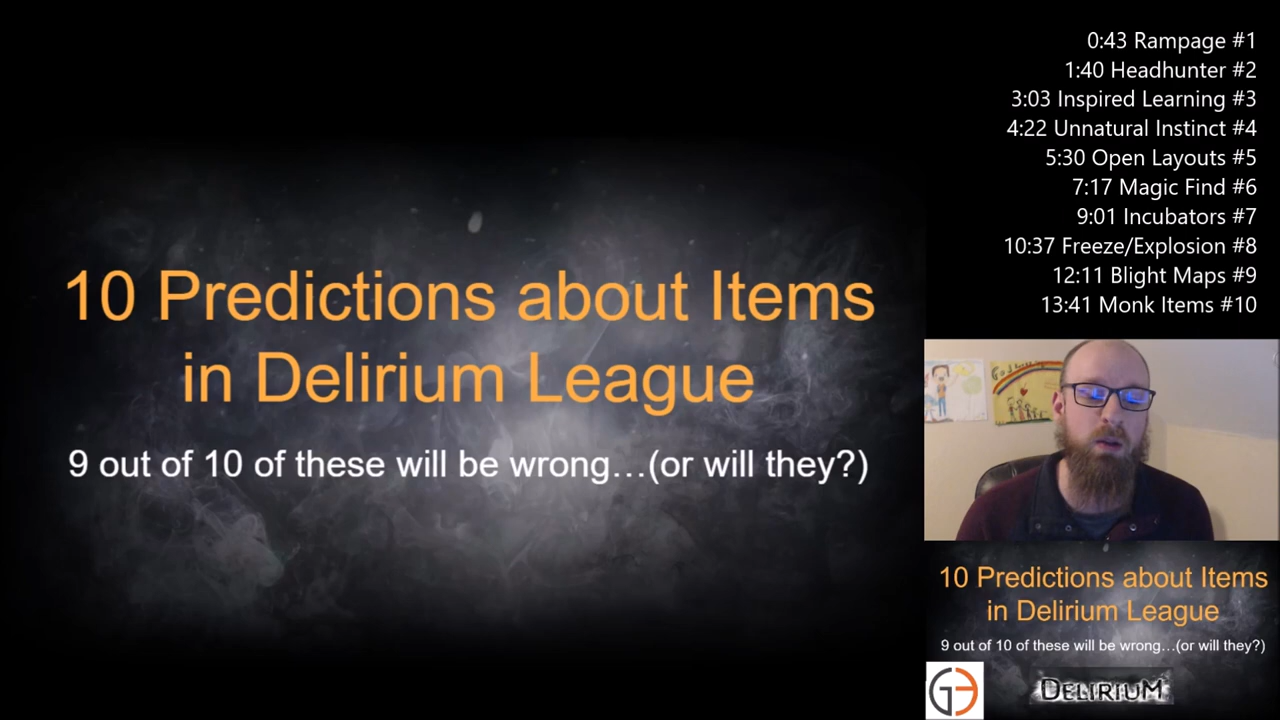 10 Predictions about Items
in Delirium League
9 out of 10 of these will be wrong…(or will they?)
0:43 Rampage #1
1:40 Headhunter #2
3:03 Inspired Learning #3
4:22 Unnatural Instinct #4
5:30 Open Layouts #5
7:17 Magic Find #6
9:01 Incubators #7
10:37 Freeze/Explosion #8
12:11 Blight Maps #9
13:41 Monk Items #10
10 Predictions about Items
in Delirium League
9 out of 10 of these will be wrong…(or will they?)
DELIRIUM